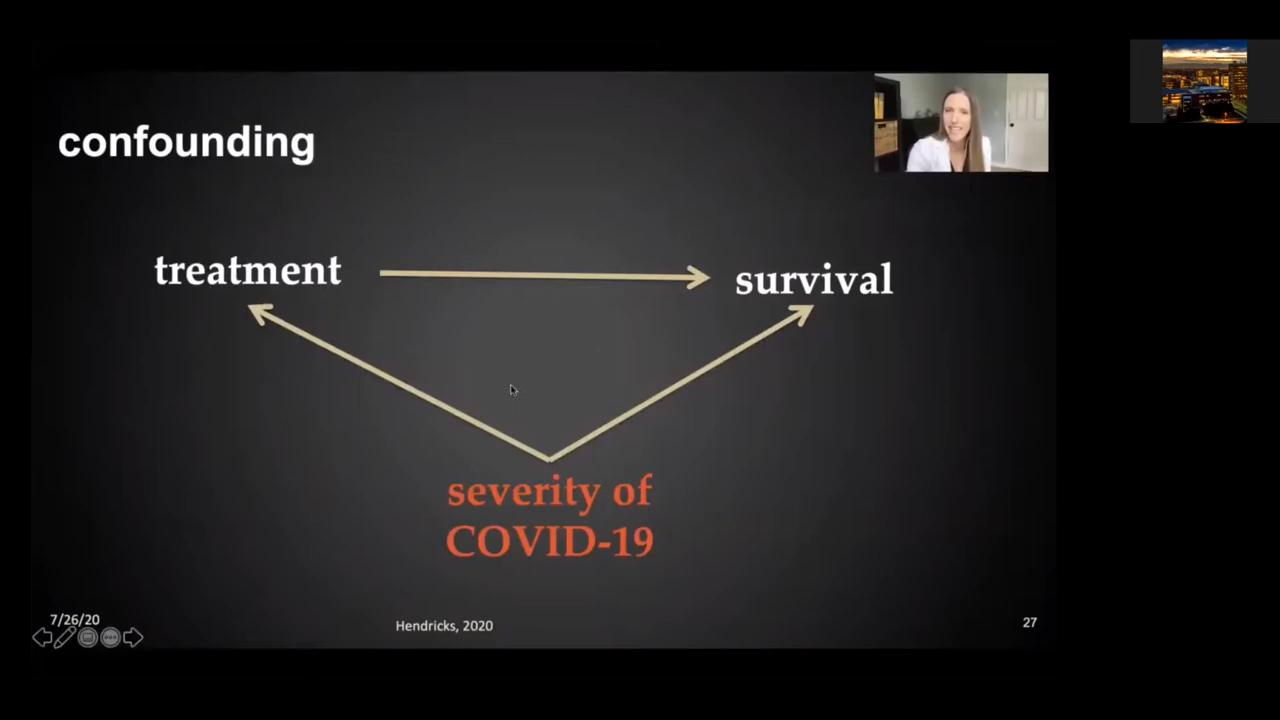 confounding
treatment
survival
severity of
COVID-19
7/26/20
Hendricks, 2020
27